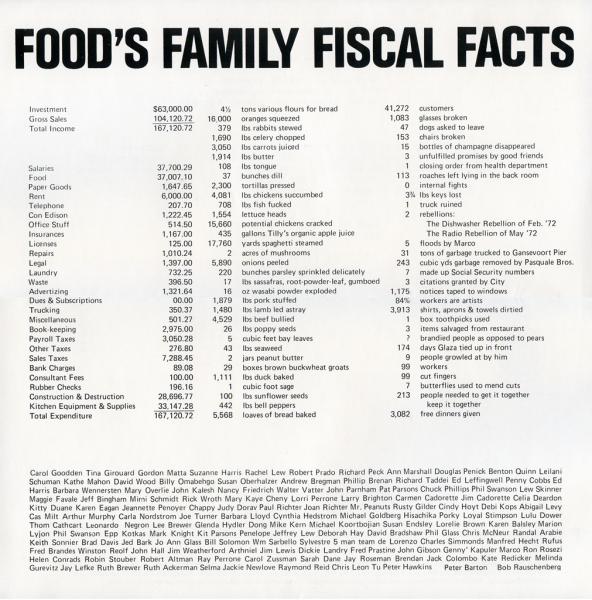 FOOD'S FAMILY FISCAL FACTS
Investment $63,000.00
Gross Sales 104,120.72
Total Income 167,120.72
Salaries 37,700.29
Food 37,007.10
Paper Goods 1,647.65
Rent 6,000.00
Telephone 207.70
Con Edison 1,222.45
Office Stuff 514.50
Insurances 1,167.00
Licenses 125.00
Repairs 1,010.24
Legal 1,397.00
Laundry 732.25
Waste 396.50
Advertizing 1,321.64
Dues & Subscriptions 00.00
Trucking 350.37
Miscellaneous 501.27
Book-keeping 2,975.00
Payroll Taxes 3,050.28
Other Taxes 276.80
Sales Taxes 7,288.45
Bank Charges 89.08
Consultant Fees 100.00
Rubber Checks 196.16
Construction & Destruction 28,696.77
Kitchen Equipment & Supplies 33,147.28
Total Expenditure 167,120.72
4½ tons various flours for bread
16,000 oranges squeezed
379 lbs rabbits stewed
1,690 lbs celery chopped
3,050 lbs carrots juiced
1,914 lbs butter
108 lbs tongue
37 bunches dill
2,300 tortillas pressed
4,081 lbs chickens succumbed
708 lbs fish fucked
1,554 lettuce heads
15,660 potential chickens cracked
435 gallons Tilly's organic apple juice
17,760 yards spaghetti steamed
2 acres of mushrooms
5,890 onions peeled
220 bunches parsley sprinkled delicately
17 lbs sassafras, root-powder-leaf, gumboed
16 oz wasabi powder exploded
1,879 lbs pork stuffed
1,480 lbs lamb led astray
4,529 lbs beef bullied
26 lbs poppy seeds
5 cubic feet bay leaves
43 lbs seaweed
2 jars peanut butter
29 boxes brown buckwheat groats
1,111 lbs duck baked
1 cubic foot sage
100 lbs sunflower seeds
442 lbs bell peppers
5,568 loaves of bread baked
41,272 customers
1,083 glasses broken
47 dogs asked to leave
153 chairs broken
15 bottles of champagne disappeared
3 unfulfilled promises by good friends
1 closing order from health department
113 roaches left lying in the back room
0 internal fights
3¾ lbs keys lost
1 truck ruined
2 rebellions:
The Dishwasher Rebellion of Feb. '72
The Radio Rebellion of May '72
5 floods by Marco
31 tons of garbage trucked to Gansevoort Pier
243 cubic yds garbage removed by Pasquale Bros.
7 made up Social Security numbers
3 citations granted by City
1,175 notices taped to windows
84% workers are artists
3,913 shirts, aprons & towels dirtied
1 box toothpicks used
3 items salvaged from restaurant
? brandied people as opposed to pears
174 days Glaza tied up in front
9 people growled at by him
99 workers
99 cut fingers
7 butterflies used to mend cuts
213 people needed to get it together
keep it together
3,082 free dinners given
Carol Goodden Tina Girouard Gordon Matta Suzanne Harris Rachel Lew Robert Prado Richard Peck Ann Marshall Douglas Penick Benton Quinn Leilani
Schuman Kathe Mahon David Wood Billy Omabehgo Susan Oberhalzer Andrew Bregman Phillip Brenan Richard Taddei Ed Leffingwell Penny Cobbs Ed
Harris Barbara Wennersten Mary Overlie John Kalesh Nancy Friedrich Walter Vatter John Parnham Pat Parsons Chuck Phillips Phil Swanson Lew Skinner
Maggie Favale Jeff Bingham Mimi Schmidt Rick Wroth Mary Kaye Cheny Lorri Perrone Larry Brighton Carmen Cadorette Jim Cadorette Celia Deardon
Kitty Duane Karen Eagan Jeannette Penoyer Chappy Judy Dorav Paul Richter Joan Richter Mr. Peanuts Rusty Gilder Cindy Hoyt Debi Kops Abigail Levy
Cas Milt Arthur Murphy Carla Nordstrom Joe Turner Barbara Lloyd Cynthia Hedstrom Michael Goldberg Hisachika Porky Loyal Stimpson Lulu Dower
Thom Cathcart Leonardo Negron Lee Brower Glenda Hydler Dong Mike Kern Michael Koortbojian Susan Endsley Lorelie Brown Karen Balsley Marion
Lyjon Phil Swanson Epp Kotkas Mark Knight Kit Parsons Penelope Jeffrey Lew Deborah Hay David Bradshaw Phil Glass Chris McNeur Randal Arabie
Keith Sonnier Brad Davis Jed Bark Jo Ann Glass Bill Solomon Wm Sarbello Sylvestre 5 man team de Lorenzo Charles Simmonds Manfred Hecht Rufus
Fred Brandes Winston Reolf John Hall Jim Weatherford Arthniel Jim Lewis Dickie Landry Fred Prastine John Gibson Genny' Kapuler Marco Ron Rosezi
Helen Conrads Robin Stouber Robert Altman Ray Perrone Carol Zussman Sarah Dane Jay Roseman Brendan Jack Colombo Kate Redicker Melinda
Gurevitz Jay Lefke Ruth Brewer Ruth Ackerman Selma Jackie Newlove Raymond Reid Chris Leon Tu Pham Howkins Peter Barton Bob Rauschenberg